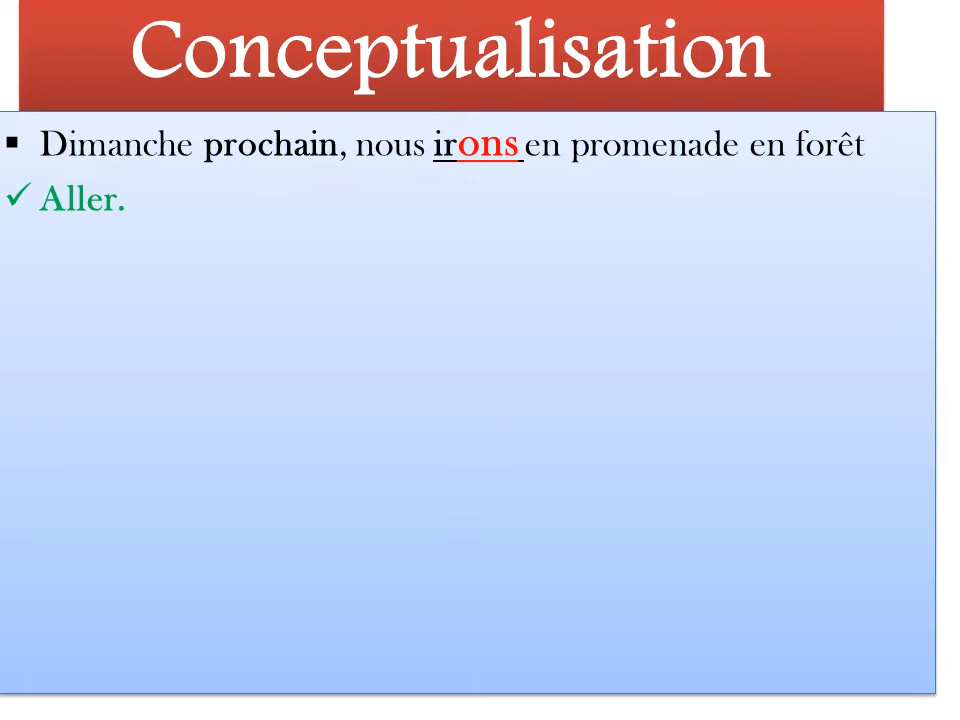 Conceptualisation
▪ Dimanche prochain, nous irons en promenade en forêt
✓ Aller.